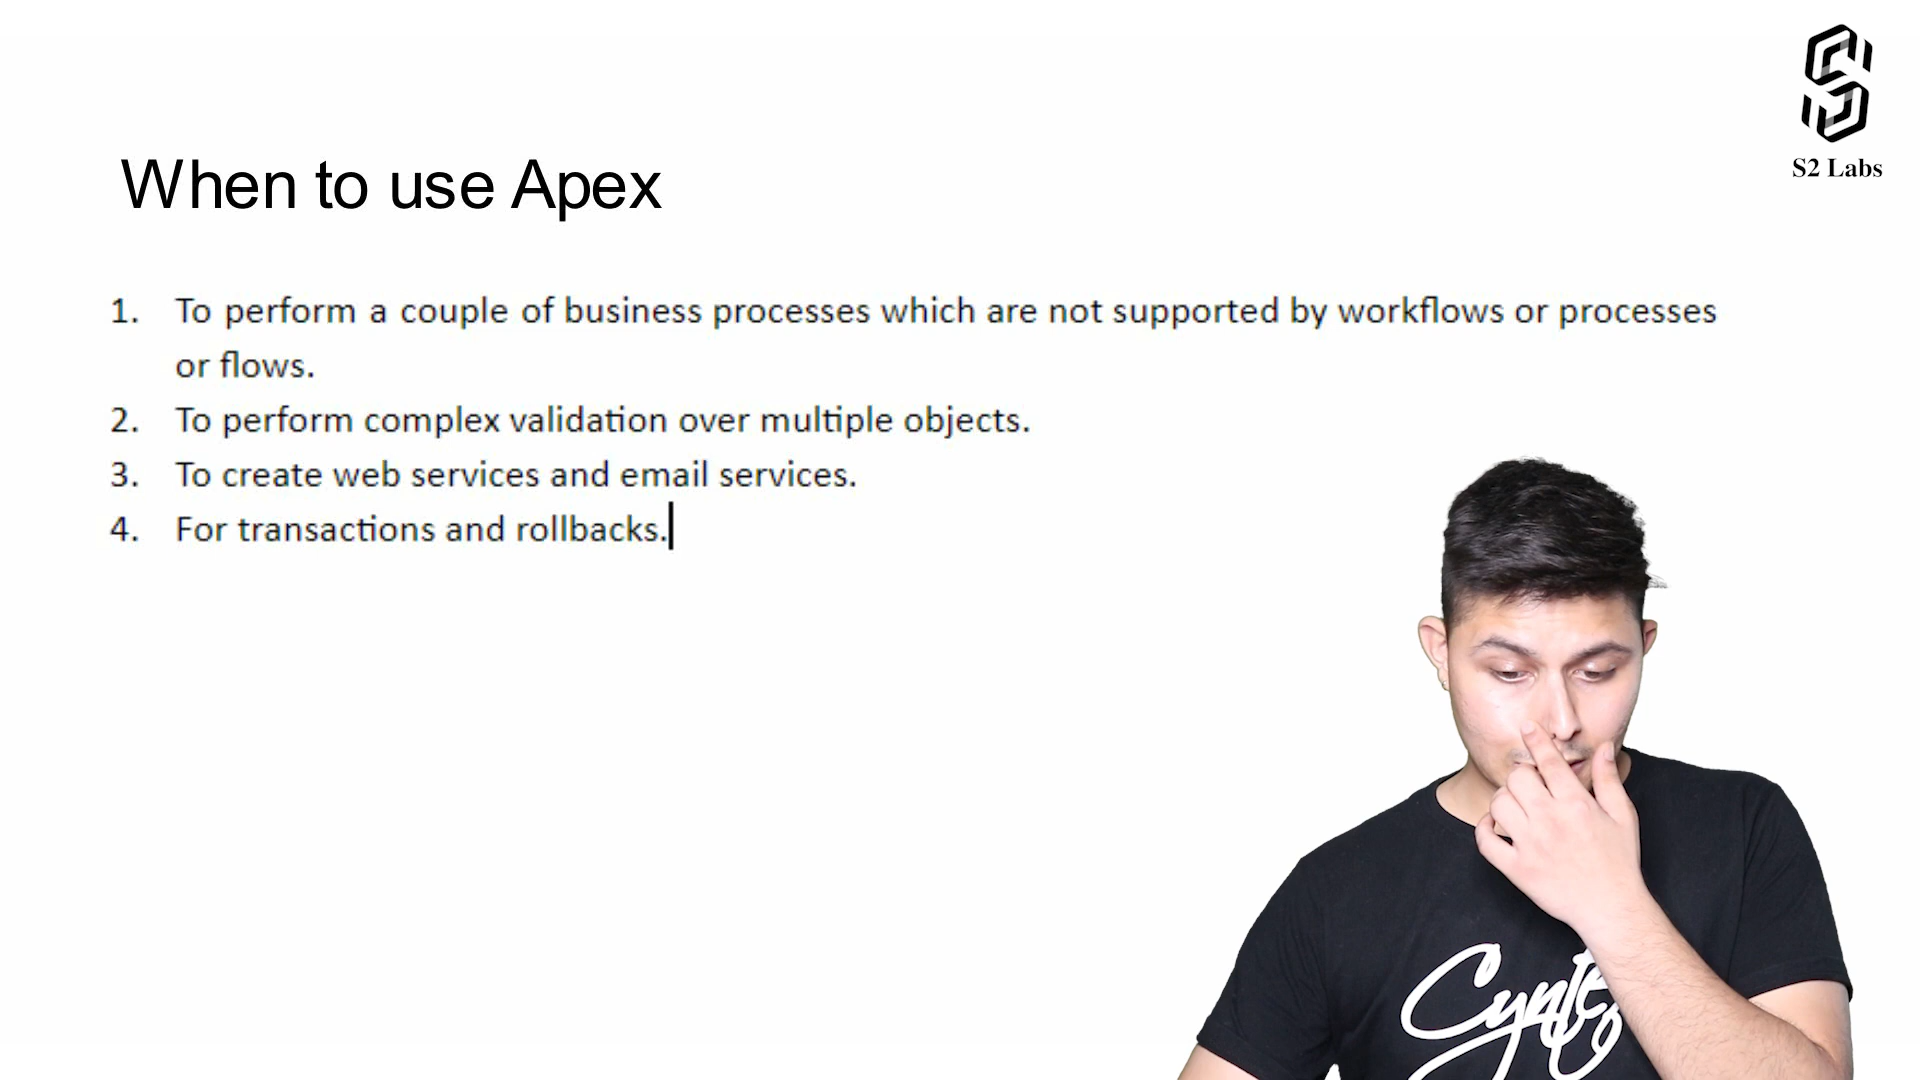 S2 Labs
When to use Apex
1. To perform a couple of business processes which are not supported by workflows or processes
or flows.
2. To perform complex validation over multiple objects.
3. To create web services and email services.
4. For transactions and rollbacks.